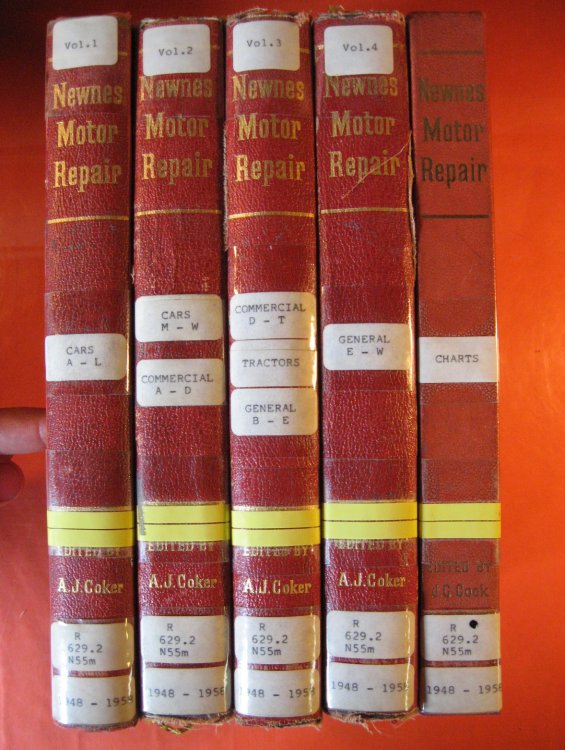 Vol.1
Newnes
Motor
Repair
CARS
A - L
EDITED BY
A.J.Coker
R
629.2
N55m
1948 - 1958
Vol.2
Newnes
Motor
Repair
CARS
M - W
COMMERCIAL
A - D
EDITED BY
A.J.Coker
R
629.2
N55m
1948 - 1958
Vol.3
Newnes
Motor
Repair
COMMERCIAL
D - T
TRACTORS
GENERAL
B - E
EDITED BY
A.J.Coker
R
629.2
N55m
1948 - 1958
Vol.4
Newnes
Motor
Repair
GENERAL
E - W
EDITED BY
A.J.Coker
R
629.2
N55m
1948 - 1958
Newnes
Motor
Repair
CHARTS
EDITED BY
R
629.2
N55m